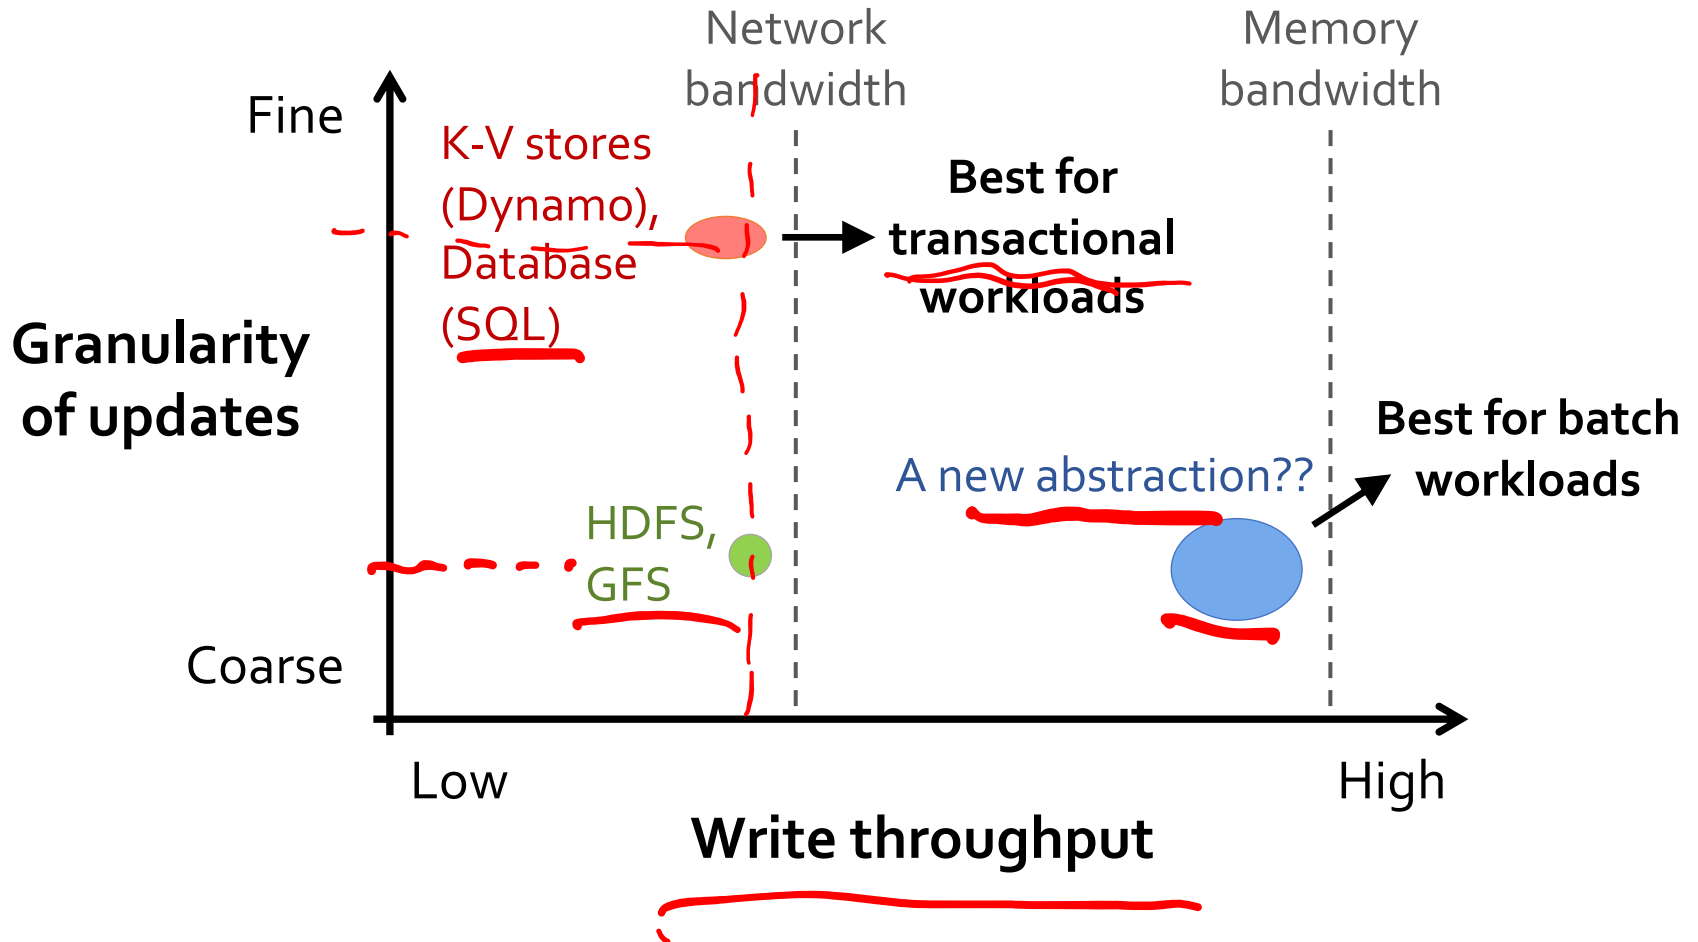 Network
bandwidth
Memory
bandwidth
Fine
K-V stores
(Dynamo),
Database
(SQL)
Best for
transactional
workloads
Granularity
of updates
Best for batch
workloads
A new abstraction??
HDFS,
GFS
Coarse
Low
High
Write throughput